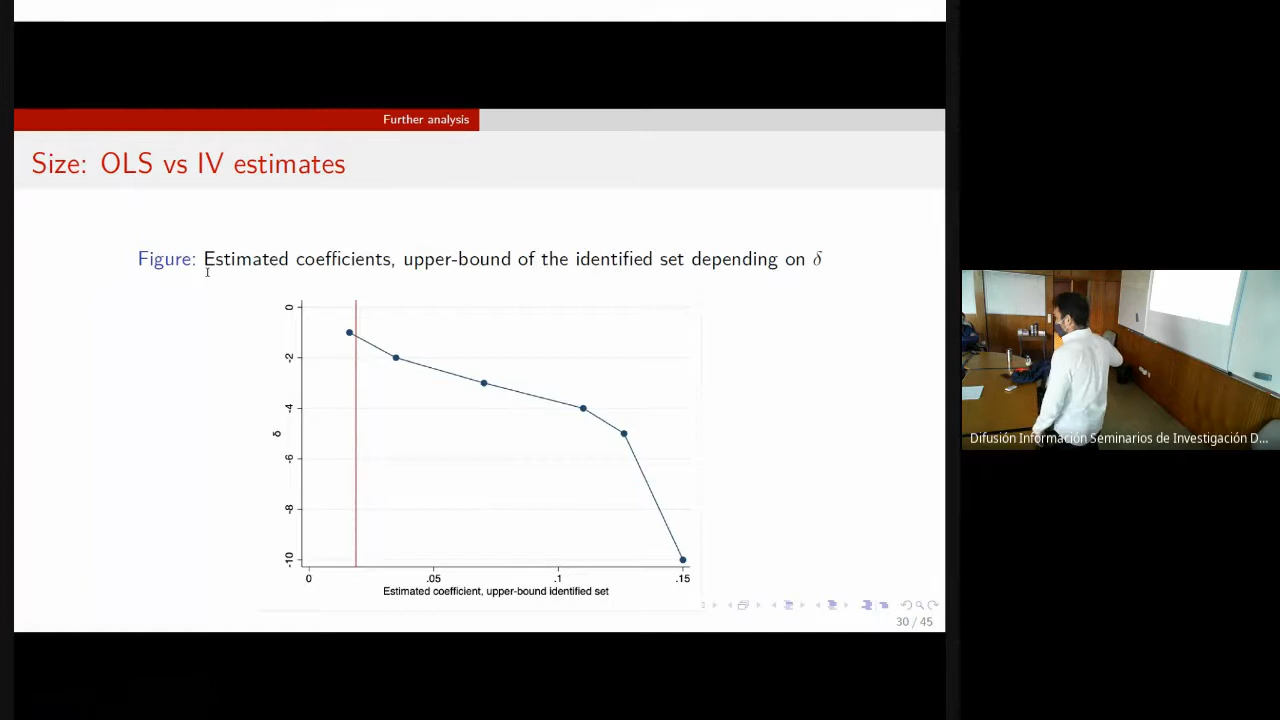 Further analysis
Size: OLS vs IV estimates
Figure: Estimated coefficients, upper-bound of the identified set depending on δ
0
-2
-4
δ
-6
-8
-10
0 .05 .1 .15
Estimated coefficient, upper-bound identified set
30 / 45
Difusión Información Seminarios de Investigación D...